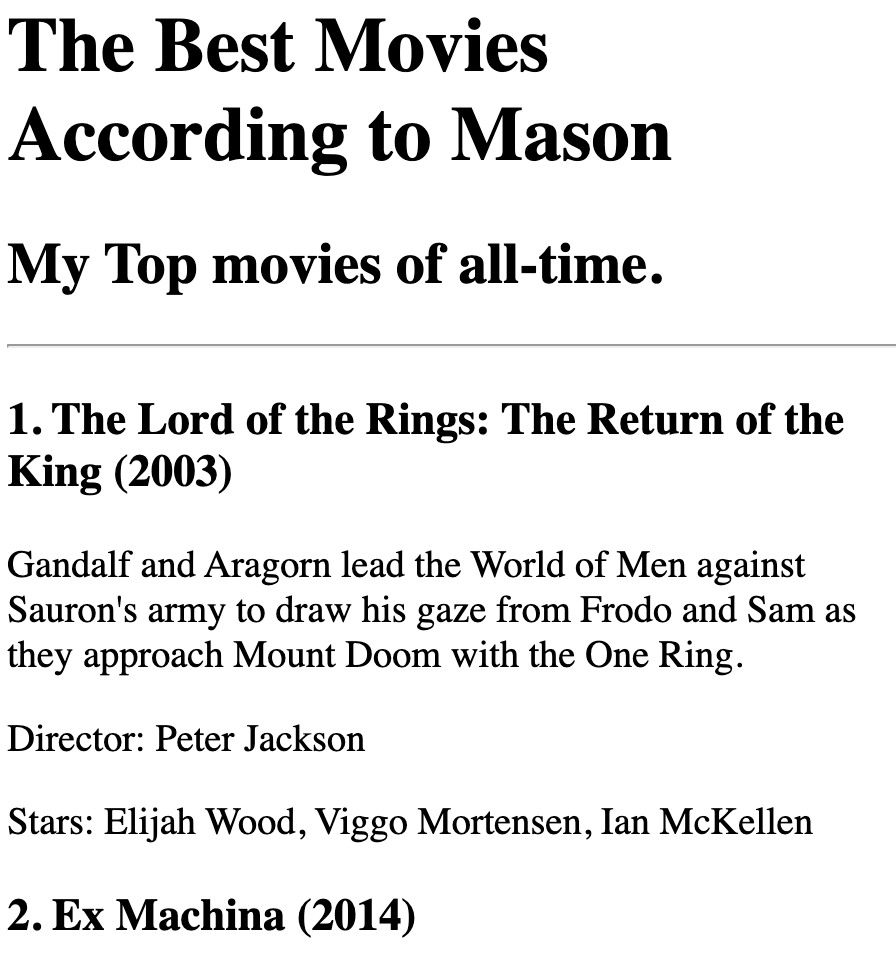 The Best Movies
According to Mason
My Top movies of all-time.
1. The Lord of the Rings: The Return of the
King (2003)
Gandalf and Aragorn lead the World of Men against
Sauron's army to draw his gaze from Frodo and Sam as
they approach Mount Doom with the One Ring.
Director: Peter Jackson
Stars: Elijah Wood, Viggo Mortensen, Ian McKellen
2. Ex Machina (2014)